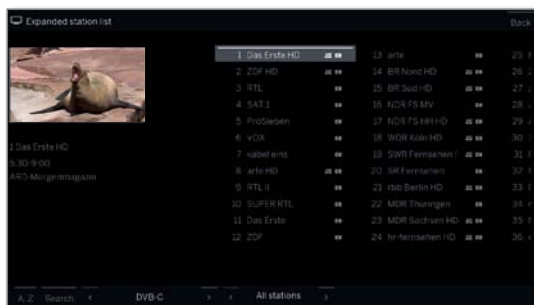 Expanded station list
Back
1 Das Erste HD
2 ZDF HD
3 RTL
4 SAT.1
5 ProSieben
6 VOX
7 kabel eins
8 arte HD
9 RTL II
10 SUPER RTL
11 Das Erste
12 ZDF
13 arte
14 BR Nord HD
15 BR Süd HD
16 NDR FS MV
17 NDR FS HH HD
18 WDR Köln HD
19 SWR Fernsehen
20 SR Fernsehen
21 rbb Berlin HD
22 MDR Thüringen
23 MDR Sachsen HD
24 hr-fernsehen HD
25
26
27
28
29
30
31
32
33
34
35
36
1 Das Erste HD
5:30-9:00
ARD-Morgenmagazin
A..Z Search < DVB-C > < All stations >